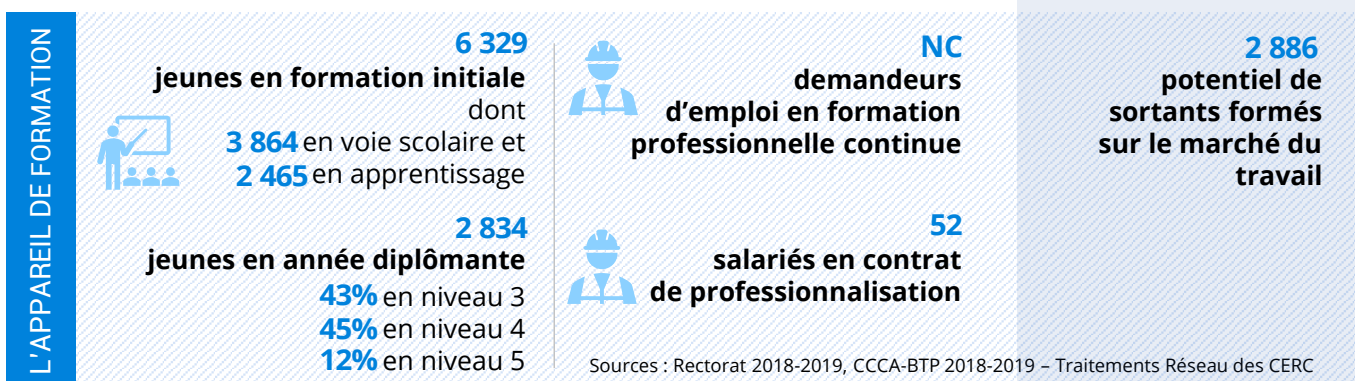 L'APPAREIL DE FORMATION
6 329
jeunes en formation initiale
dont
3 864 en voie scolaire et
2 465 en apprentissage
2 834
jeunes en année diplômante
43% en niveau 3
45% en niveau 4
12% en niveau 5
NC
demandeurs
d'emploi en formation
professionnelle continue
52
salariés en contrat
de professionnalisation
2 886
potentiel de
sortants formés
sur le marché du
travail
Sources : Rectorat 2018-2019, CCCA-BTP 2018-2019 – Traitements Réseau des CERC